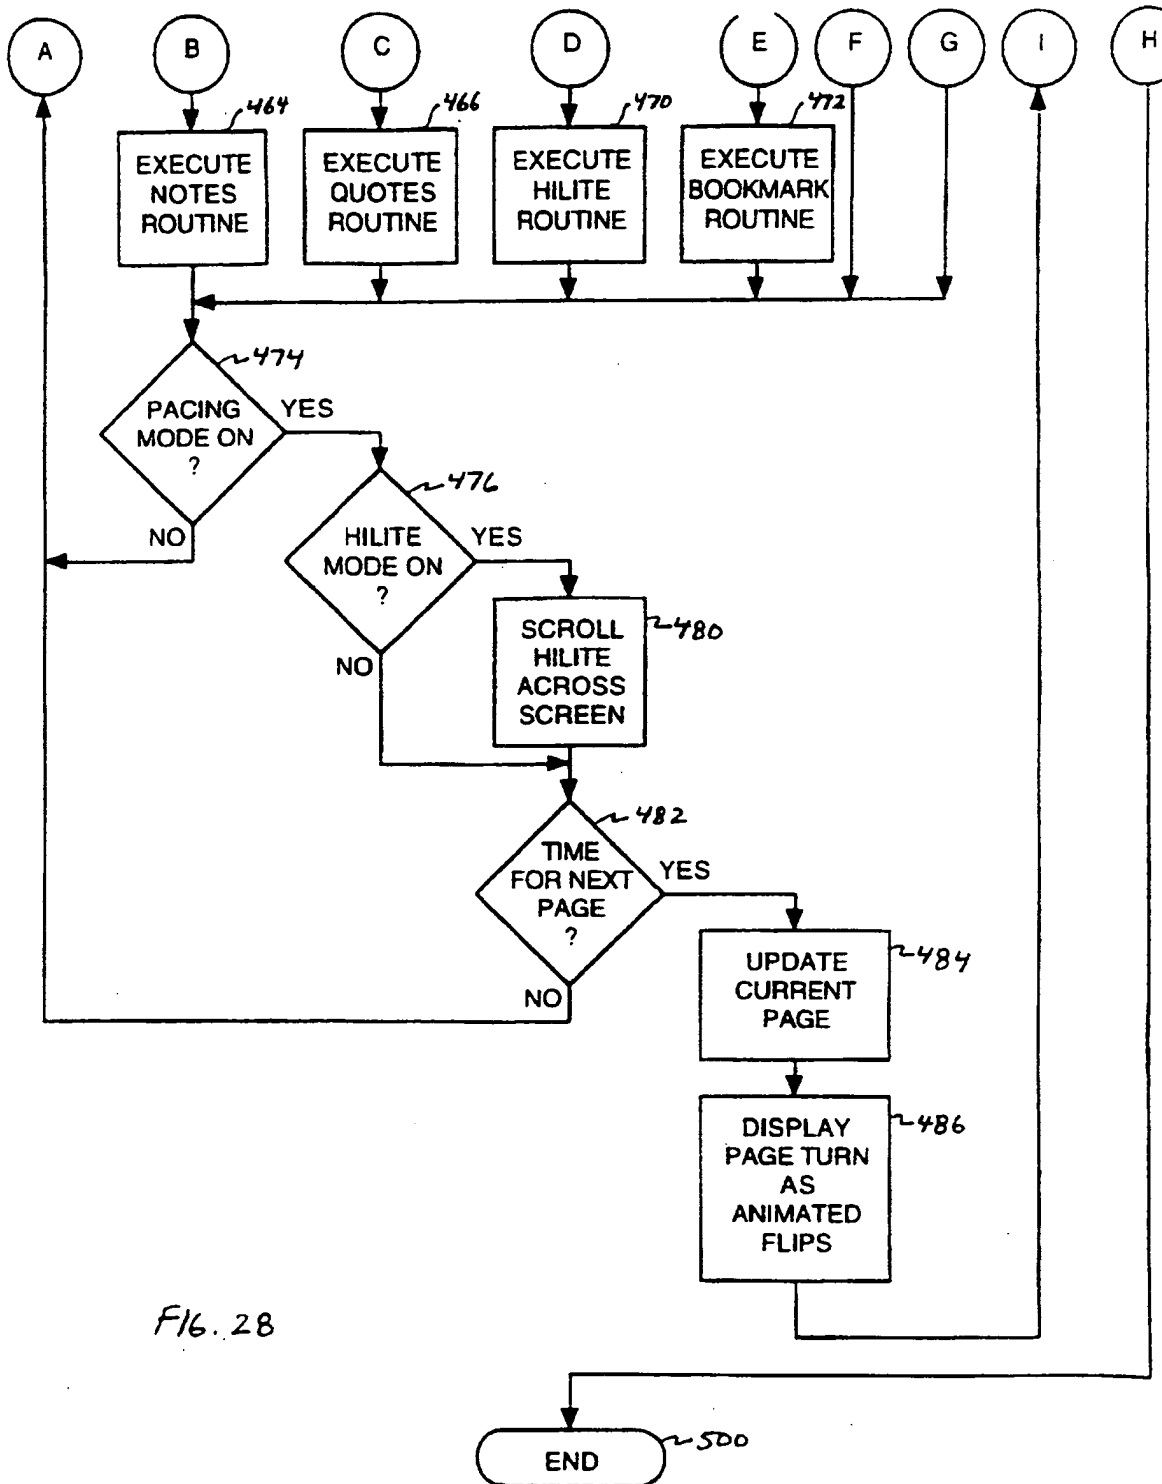 A B C D E F G I H
464 466 470 472
EXECUTE
NOTES
ROUTINE
EXECUTE
QUOTES
ROUTINE
EXECUTE
HILITE
ROUTINE
EXECUTE
BOOKMARK
ROUTINE
474
PACING
MODE ON
?
YES
NO
476
HILITE
MODE ON
?
YES
NO
480
SCROLL
HILITE
ACROSS
SCREEN
482
TIME
FOR NEXT
PAGE
?
YES
NO
484
UPDATE
CURRENT
PAGE
486
DISPLAY
PAGE TURN
AS
ANIMATED
FLIPS
FIG. 28
500
END